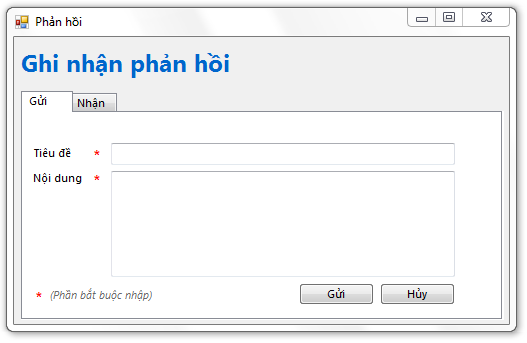 Phản hồi
Ghi nhận phản hồi
Gửi Nhận
Tiêu đề *
Nội dung *
* (Phần bắt buộc nhập)
Gửi Hủy